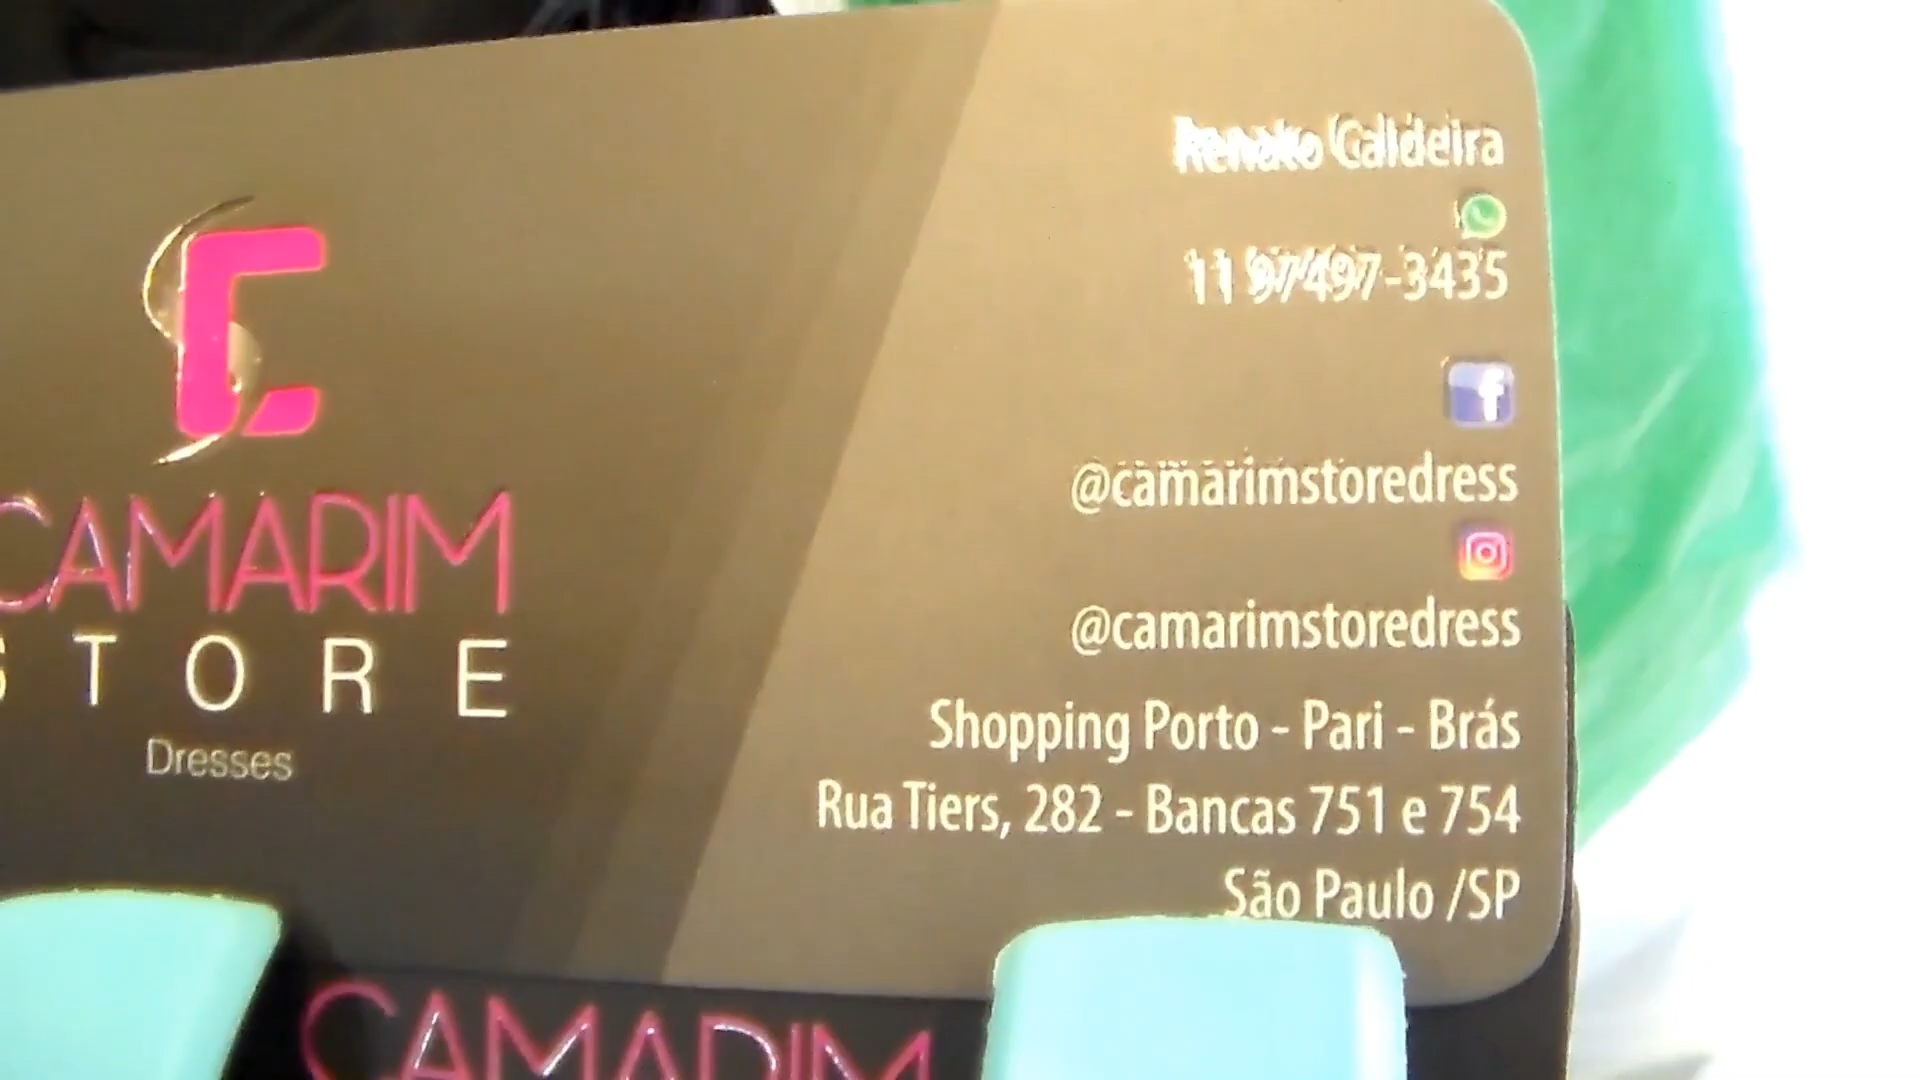 CAMARIM
STORE
Dresses
Renato Caldeira
11 97497-3435
@camarimstoredress
@camarimstoredress
Shopping Porto - Pari - Brás
Rua Tiers, 282 - Bancas 751 e 754
São Paulo /SP
CAMARIM